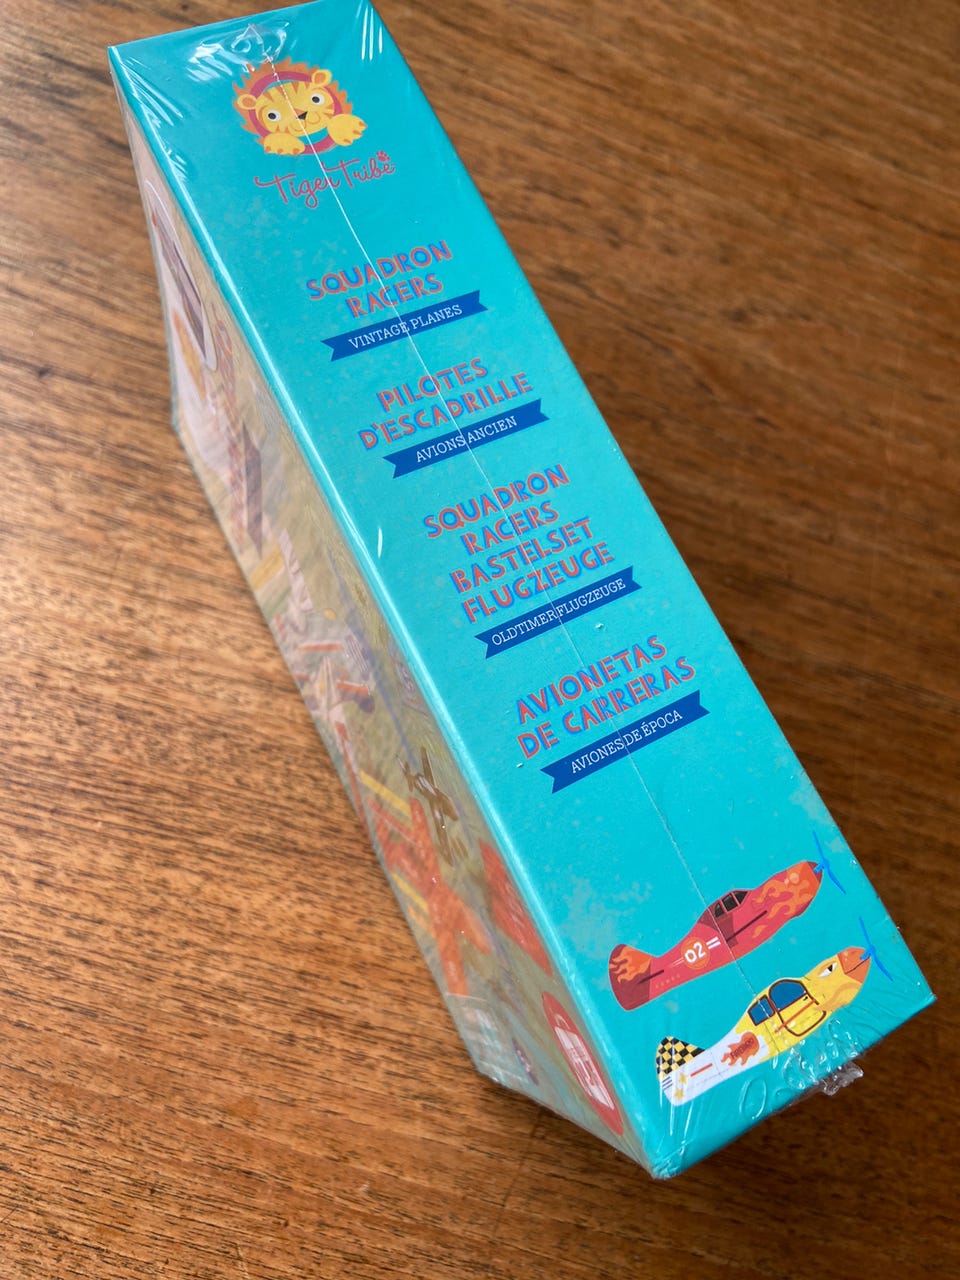 Tiger Tribe
SQUADRON
RACERS
VINTAGE PLANES
PILOTES
D'ESCADRILLE
AVIONS ANCIEN
SQUADRON
RACERS
BASTELSET
FLUGZEUGE
OLDTIMER FLUGZEUGE
AVIONETAS
DE CARRERAS
AVIONES DE ÉPOCA
02